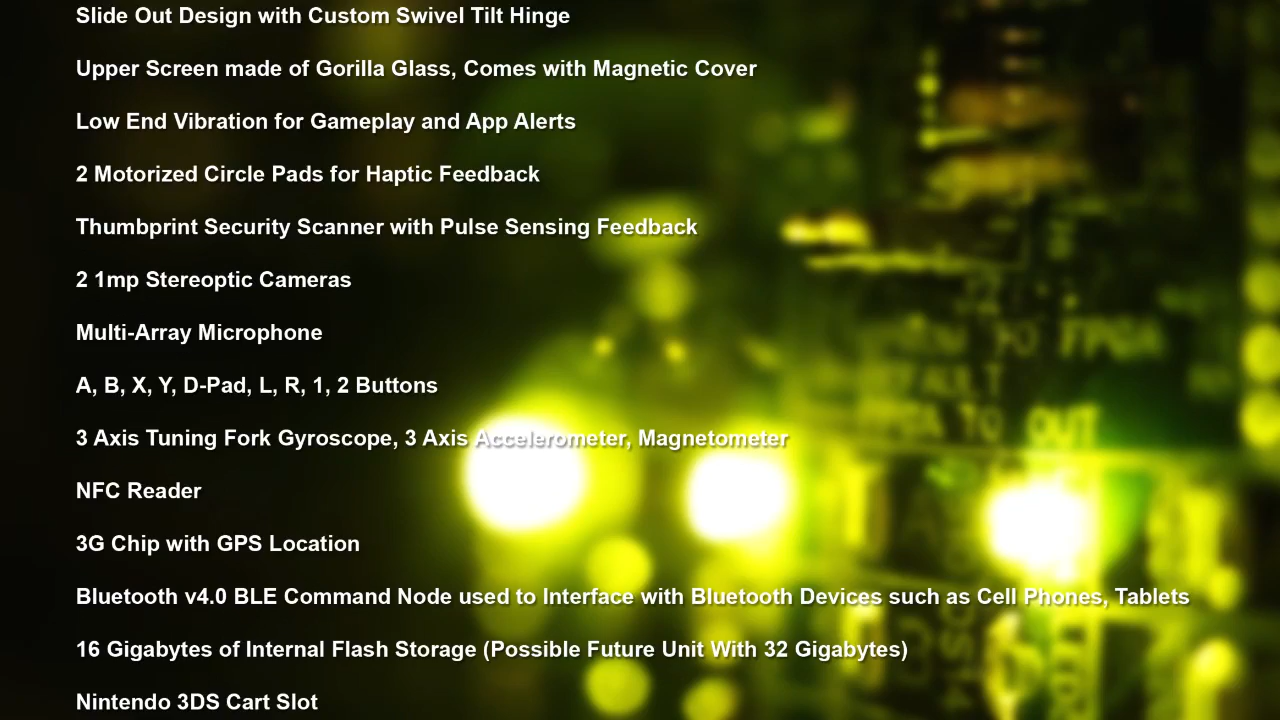 Slide Out Design with Custom Swivel Tilt Hinge
Upper Screen made of Gorilla Glass, Comes with Magnetic Cover
Low End Vibration for Gameplay and App Alerts
2 Motorized Circle Pads for Haptic Feedback
Thumbprint Security Scanner with Pulse Sensing Feedback
2 1mp Stereoptic Cameras
Multi-Array Microphone
A, B, X, Y, D-Pad, L, R, 1, 2 Buttons
3 Axis Tuning Fork Gyroscope, 3 Axis Accelerometer, Magnetometer
NFC Reader
3G Chip with GPS Location
Bluetooth v4.0 BLE Command Node used to Interface with Bluetooth Devices such as Cell Phones, Tablets
16 Gigabytes of Internal Flash Storage (Possible Future Unit With 32 Gigabytes)
Nintendo 3DS Cart Slot
TO FPGA
TO OUT